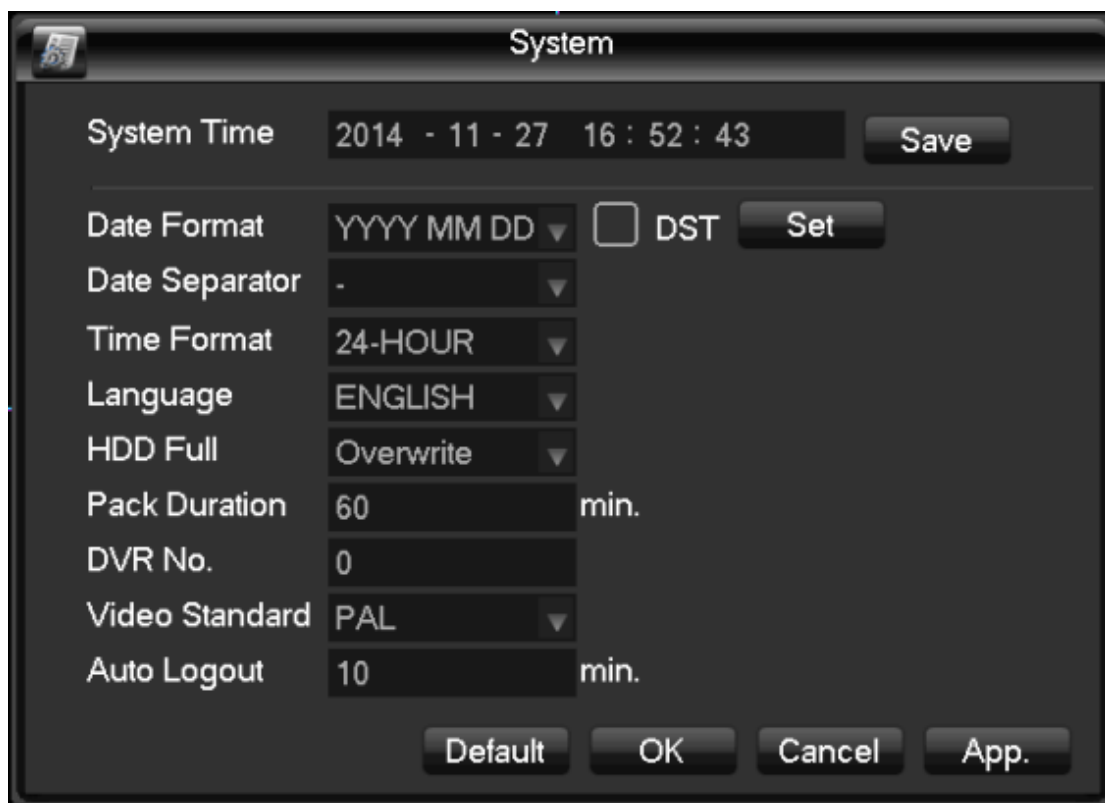 System
System Time 2014 - 11 - 27 16 : 52 : 43 Save
Date Format YYYY MM DD DST Set
Date Separator -
Time Format 24-HOUR
Language ENGLISH
HDD Full Overwrite
Pack Duration 60 min.
DVR No. 0
Video Standard PAL
Auto Logout 10 min.
Default OK Cancel App.